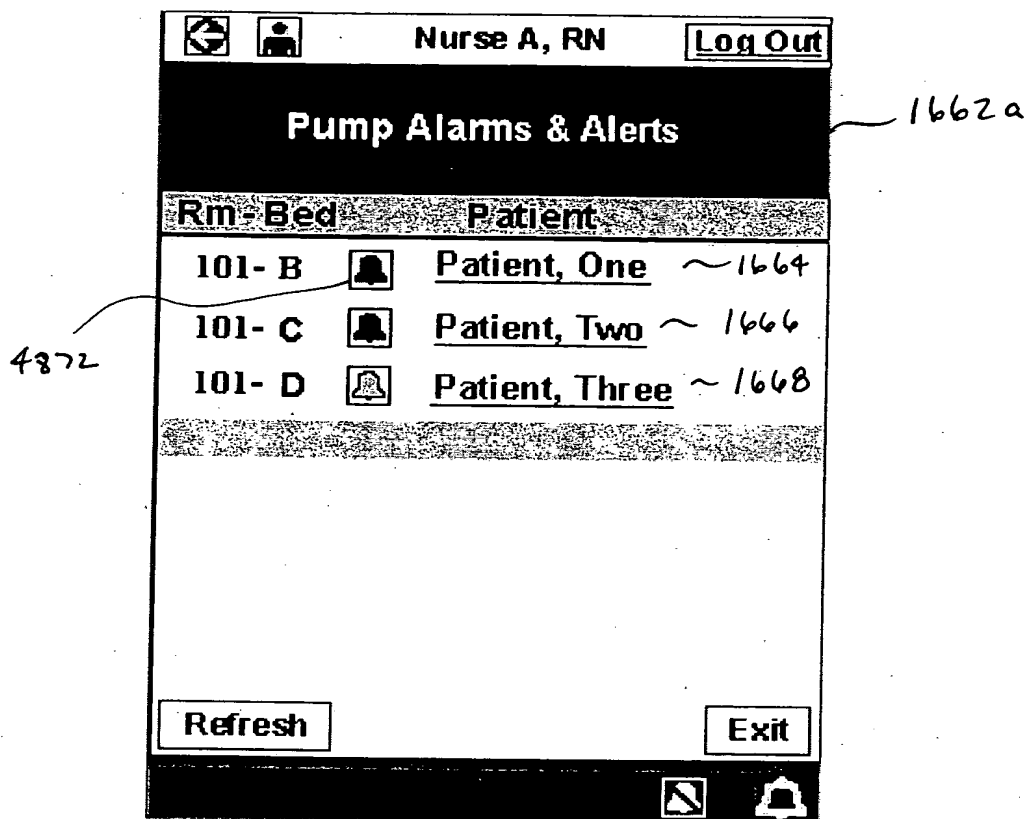 Nurse A, RN Log Out
Pump Alarms & Alerts 1662a
Rm-Bed Patient
101- B Patient, One 1664
101- C Patient, Two 1666
4872
101- D Patient, Three 1668
Refresh Exit